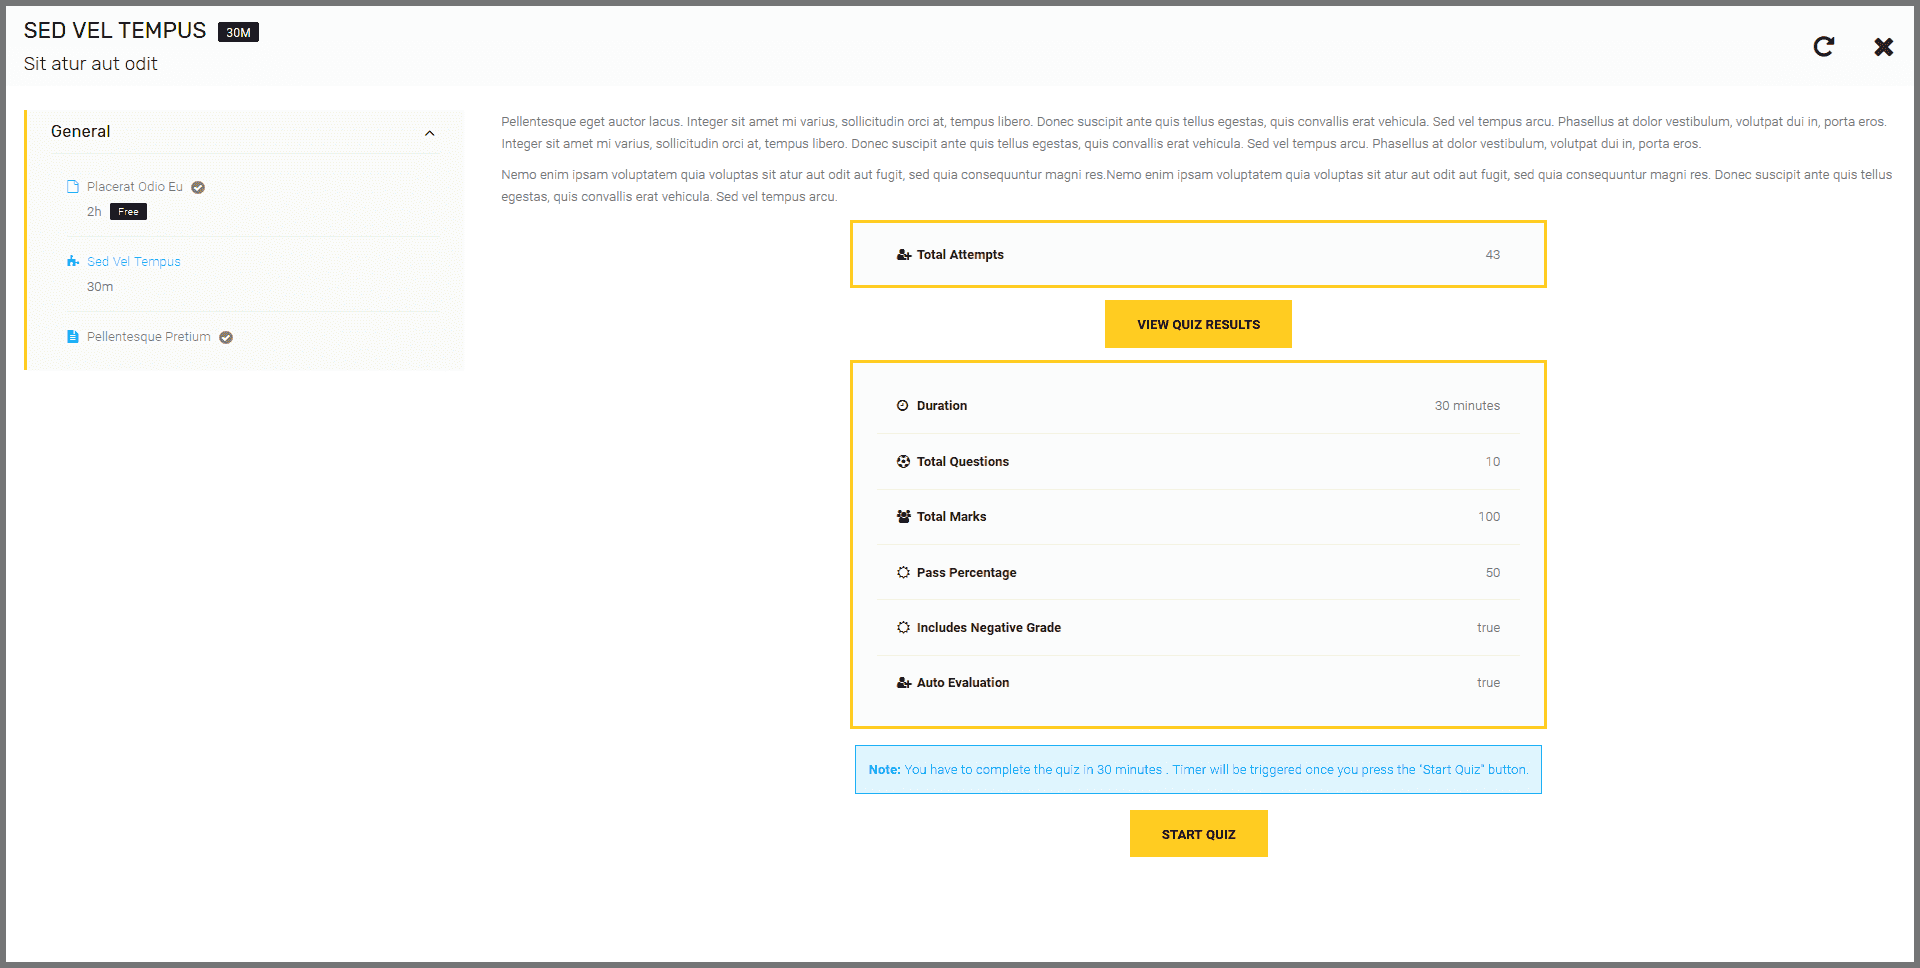 SED VEL TEMPUS 30M
Sit atur aut odit
General
Placerat Odio Eu
2h Free
Sed Vel Tempus
30m
Pellentesque Pretium
Pellentesque eget auctor lacus. Integer sit amet mi varius, sollicitudin orci at, tempus libero. Donec suscipit ante quis tellus egestas, quis convallis erat vehicula. Sed vel tempus arcu. Phasellus at dolor vestibulum, volutpat dui in, porta eros.
Integer sit amet mi varius, sollicitudin orci at, tempus libero. Donec suscipit ante quis tellus egestas, quis convallis erat vehicula. Sed vel tempus arcu. Phasellus at dolor vestibulum, volutpat dui in, porta eros.
Nemo enim ipsam voluptatem quia voluptas sit atur aut odit aut fugit, sed quia consequuntur magni res.Nemo enim ipsam voluptatem quia voluptas sit atur aut odit aut fugit, sed quia consequuntur magni res. Donec suscipit ante quis tellus
egestas, quis convallis erat vehicula. Sed vel tempus arcu.
Total Attempts 43
VIEW QUIZ RESULTS
Duration 30 minutes
Total Questions 10
Total Marks 100
Pass Percentage 50
Includes Negative Grade true
Auto Evaluation true
Note: You have to complete the quiz in 30 minutes . Timer will be triggered once you press the "Start Quiz" button.
START QUIZ